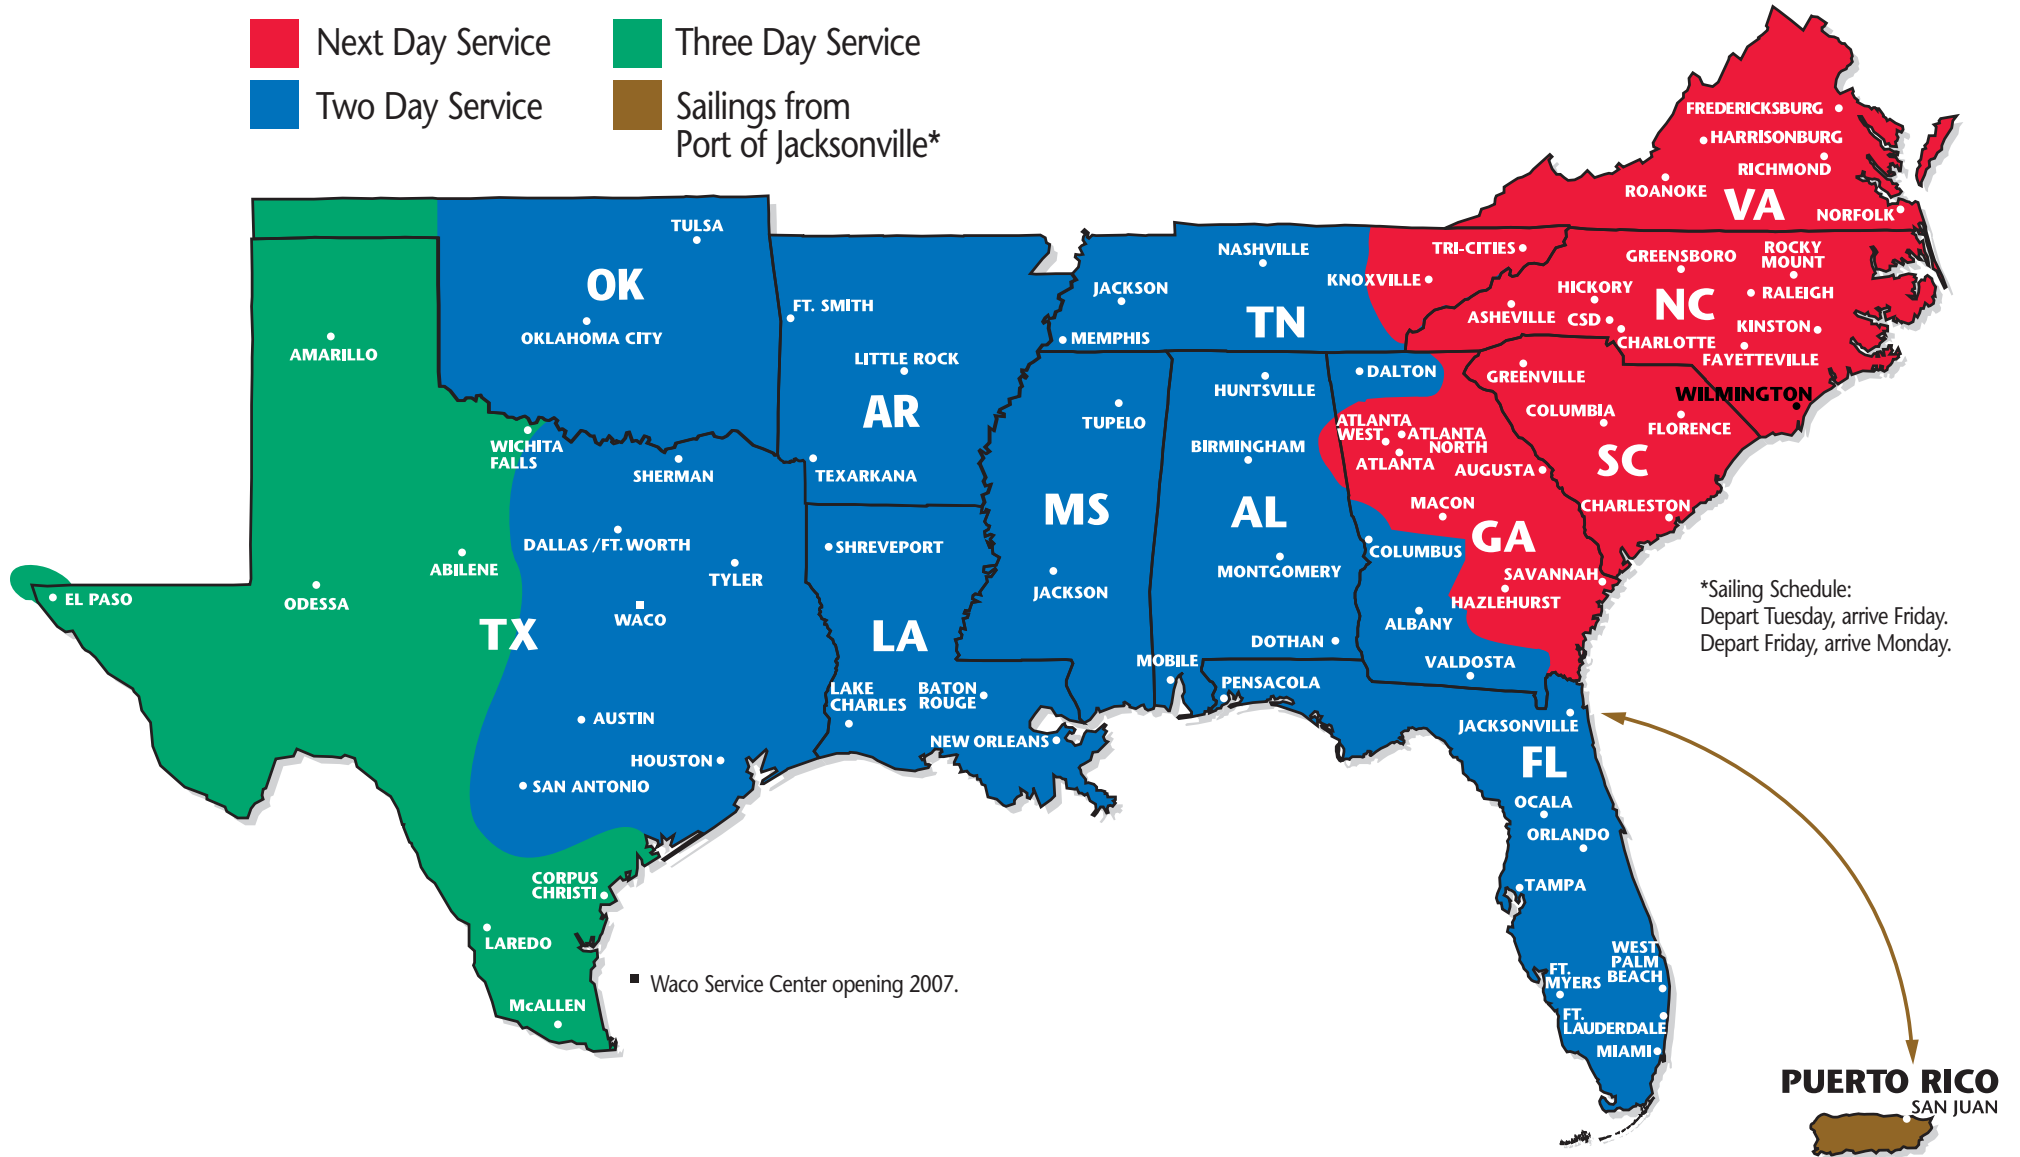 Next Day Service
Three Day Service
Two Day Service
Sailings from
Port of Jacksonville*
FREDERICKSBURG
HARRISONBURG
RICHMOND
ROANOKE
VA
NORFOLK
TULSA
OK
OKLAHOMA CITY
AMARILLO
FT. SMITH
LITTLE ROCK
AR
TEXARKANA
NASHVILLE
JACKSON
TN
MEMPHIS
KNOXVILLE
TRI-CITIES
GREENSBORO
ROCKY
MOUNT
HICKORY
NC
RALEIGH
ASHEVILLE
CSD
KINSTON
CHARLOTTE
FAYETTEVILLE
WILMINGTON
GREENVILLE
COLUMBIA
FLORENCE
SC
CHARLESTON
DALTON
ATLANTA
WEST
ATLANTA
NORTH
ATLANTA
AUGUSTA
MACON
GA
COLUMBUS
SAVANNAH
HAZLEHURST
ALBANY
VALDOSTA
HUNTSVILLE
BIRMINGHAM
AL
MONTGOMERY
DOTHAN
MOBILE
TUPELO
MS
JACKSON
WICHITA
FALLS
SHERMAN
DALLAS /FT. WORTH
ABILENE
TYLER
EL PASO
ODESSA
WACO
TX
AUSTIN
HOUSTON
SAN ANTONIO
CORPUS
CHRISTI
LAREDO
McALLEN
SHREVEPORT
LA
LAKE
CHARLES
BATON
ROUGE
NEW ORLEANS
PENSACOLA
JACKSONVILLE
FL
OCALA
ORLANDO
TAMPA
WEST
PALM
BEACH
FT.
MYERS
FT.
LAUDERDALE
MIAMI
*Sailing Schedule:
Depart Tuesday, arrive Friday.
Depart Friday, arrive Monday.
Waco Service Center opening 2007.
PUERTO RICO
SAN JUAN